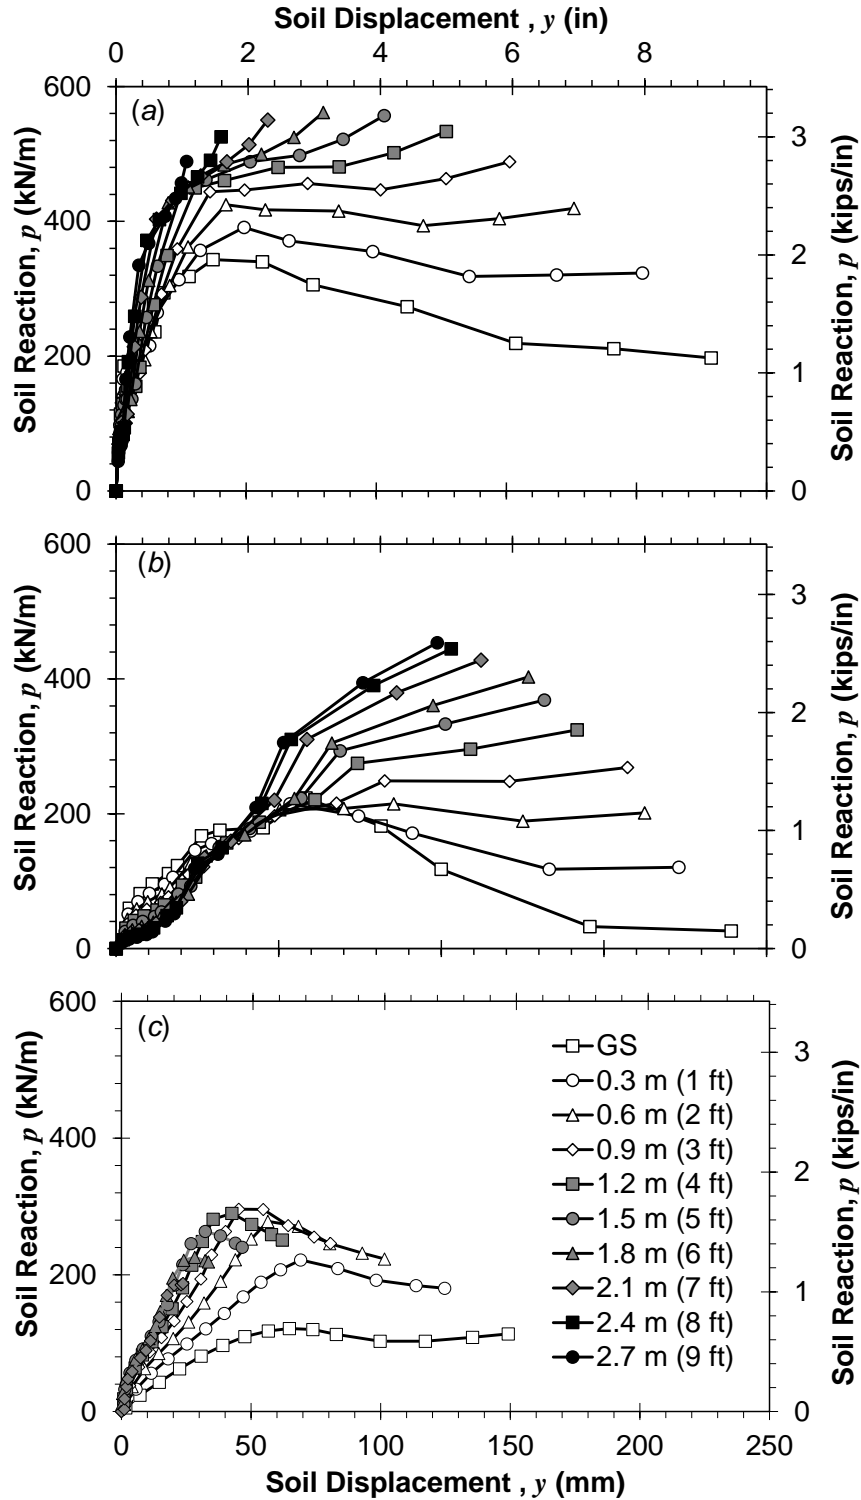 Soil Displacement , y (in)
0 2 4 6 8
(a)
600
400
200
0
Soil Reaction, p (kN/m)
3
2
1
0
Soil Reaction, p (kips/in)
(b)
600
400
200
0
Soil Reaction, p (kN/m)
3
2
1
0
Soil Reaction, p (kips/in)
(c)
600
400
200
0
Soil Reaction, p (kN/m)
GS
0.3 m (1 ft)
0.6 m (2 ft)
0.9 m (3 ft)
1.2 m (4 ft)
1.5 m (5 ft)
1.8 m (6 ft)
2.1 m (7 ft)
2.4 m (8 ft)
2.7 m (9 ft)
3
2
1
0
Soil Reaction, p (kips/in)
0 50 100 150 200 250
Soil Displacement , y (mm)